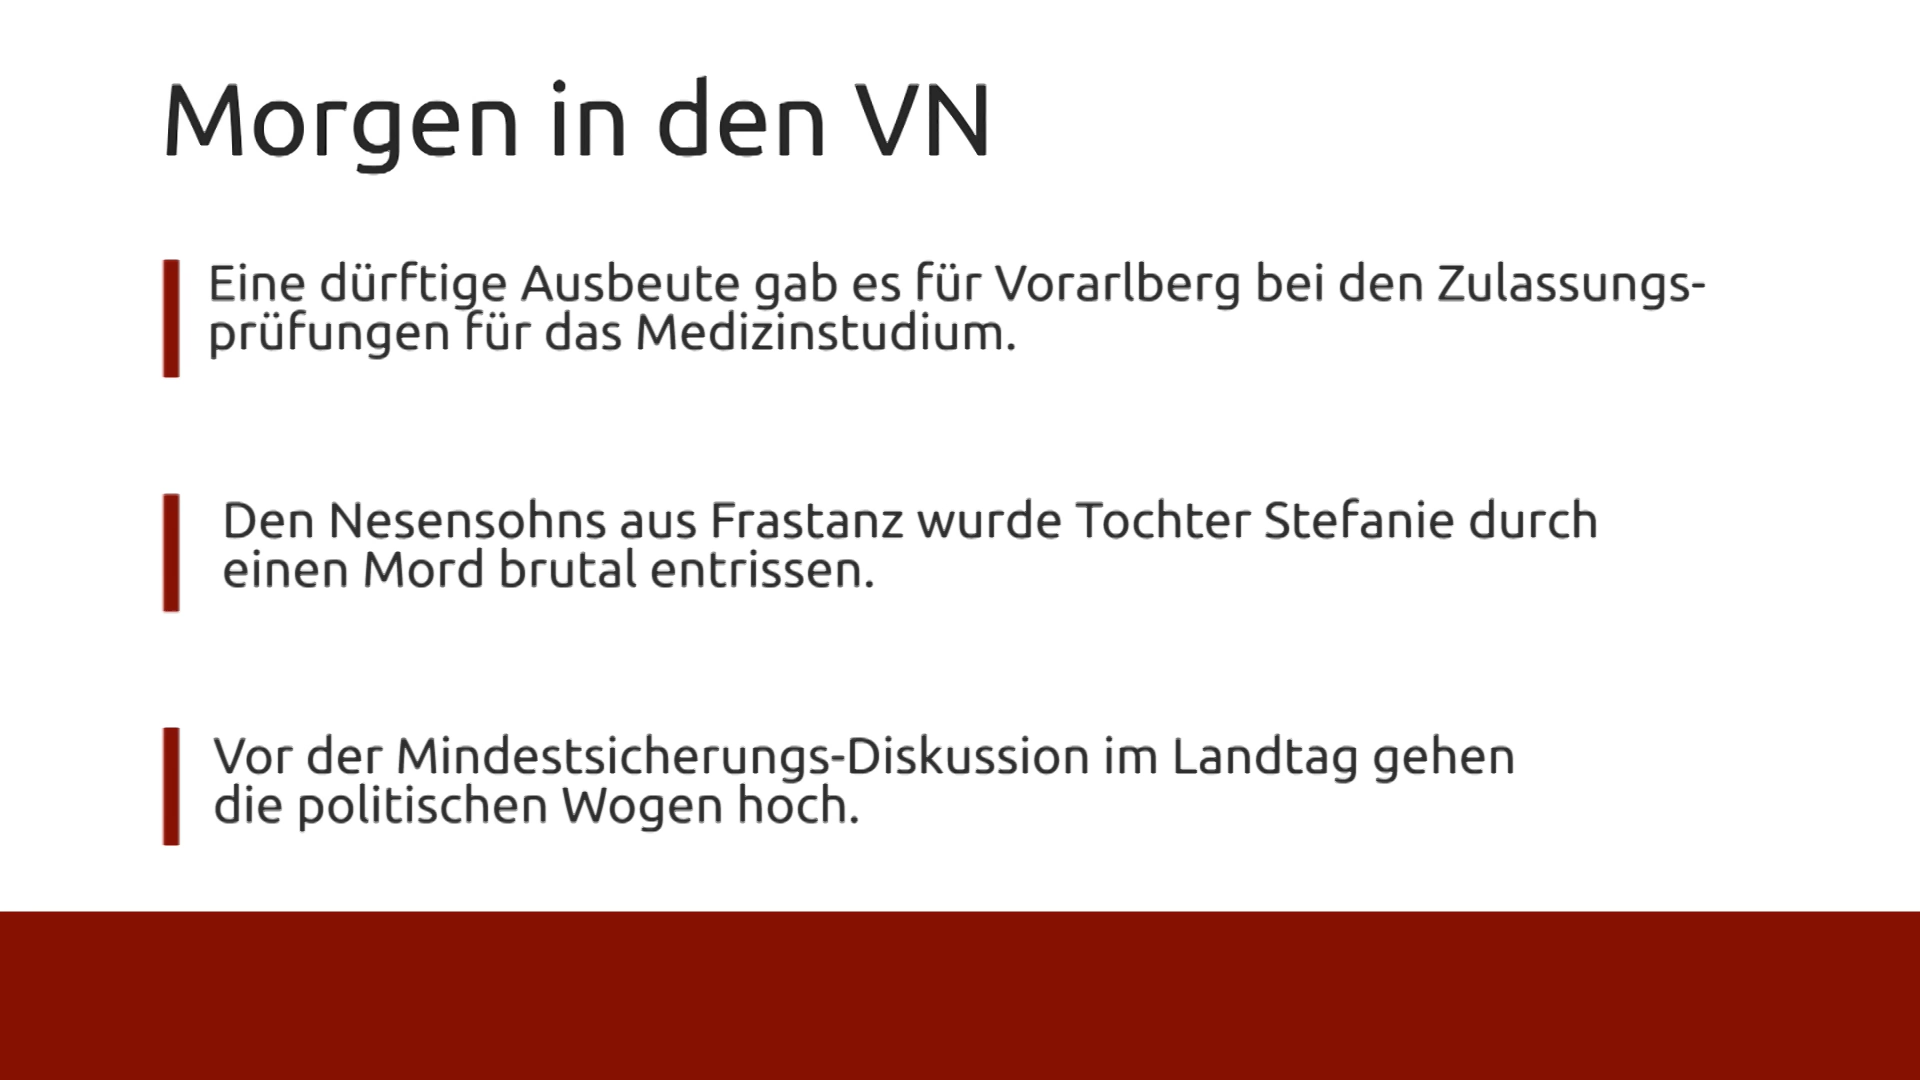 Morgen in den VN
Eine dürftige Ausbeute gab es für Vorarlberg bei den Zulassungs-
prüfungen für das Medizinstudium.
Den Nesensohns aus Frastanz wurde Tochter Stefanie durch
einen Mord brutal entrissen.
Vor der Mindestsicherungs-Diskussion im Landtag gehen
die politischen Wogen hoch.